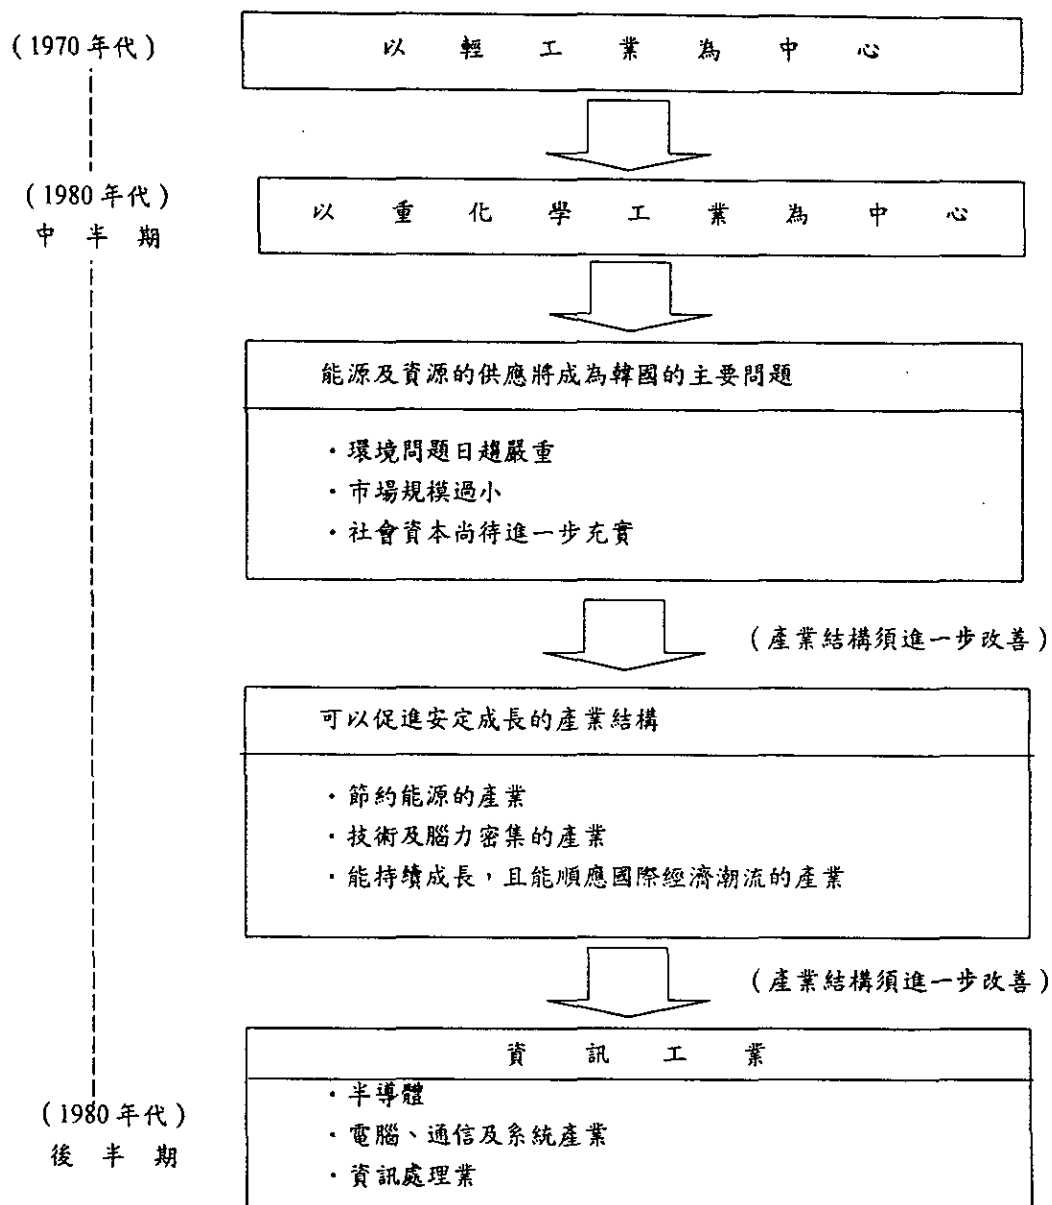 (1970年代)
以輕工業為中心
(1980年代)
中半期
以重化學工業為中心
能源及資源的供應將成為韓國的主要問題
・環境問題日趨嚴重
・市場規模過小
・社會資本尚待進一步充實
(產業結構須進一步改善)
可以促進安定成長的產業結構
・節約能源的產業
・技術及腦力密集的產業
・能持續成長,且能順應國際經濟潮流的產業
(產業結構須進一步改善)
資訊工業
(1980年代)
後半期
・半導體
・電腦、通信及系統產業
・資訊處理業